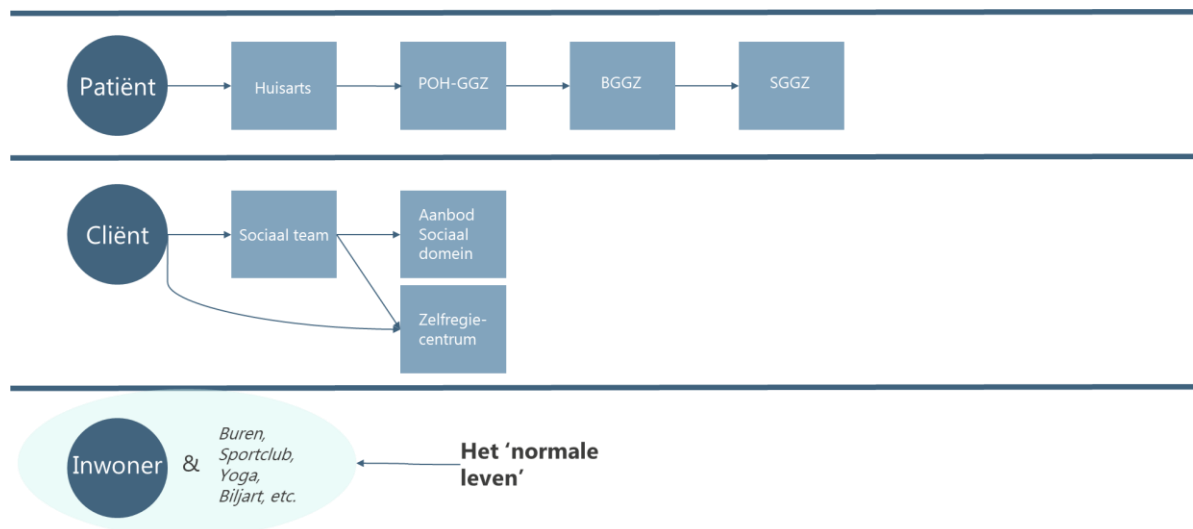 Patiënt
Huisarts
POH-GGZ
BGGZ
SGGZ
Cliënt
Sociaal team
Aanbod
Sociaal
domein
Zelfregie-
centrum
Inwoner
&
Buren,
Sportclub,
Yoga,
Biljart, etc.
Het ‘normale
leven’